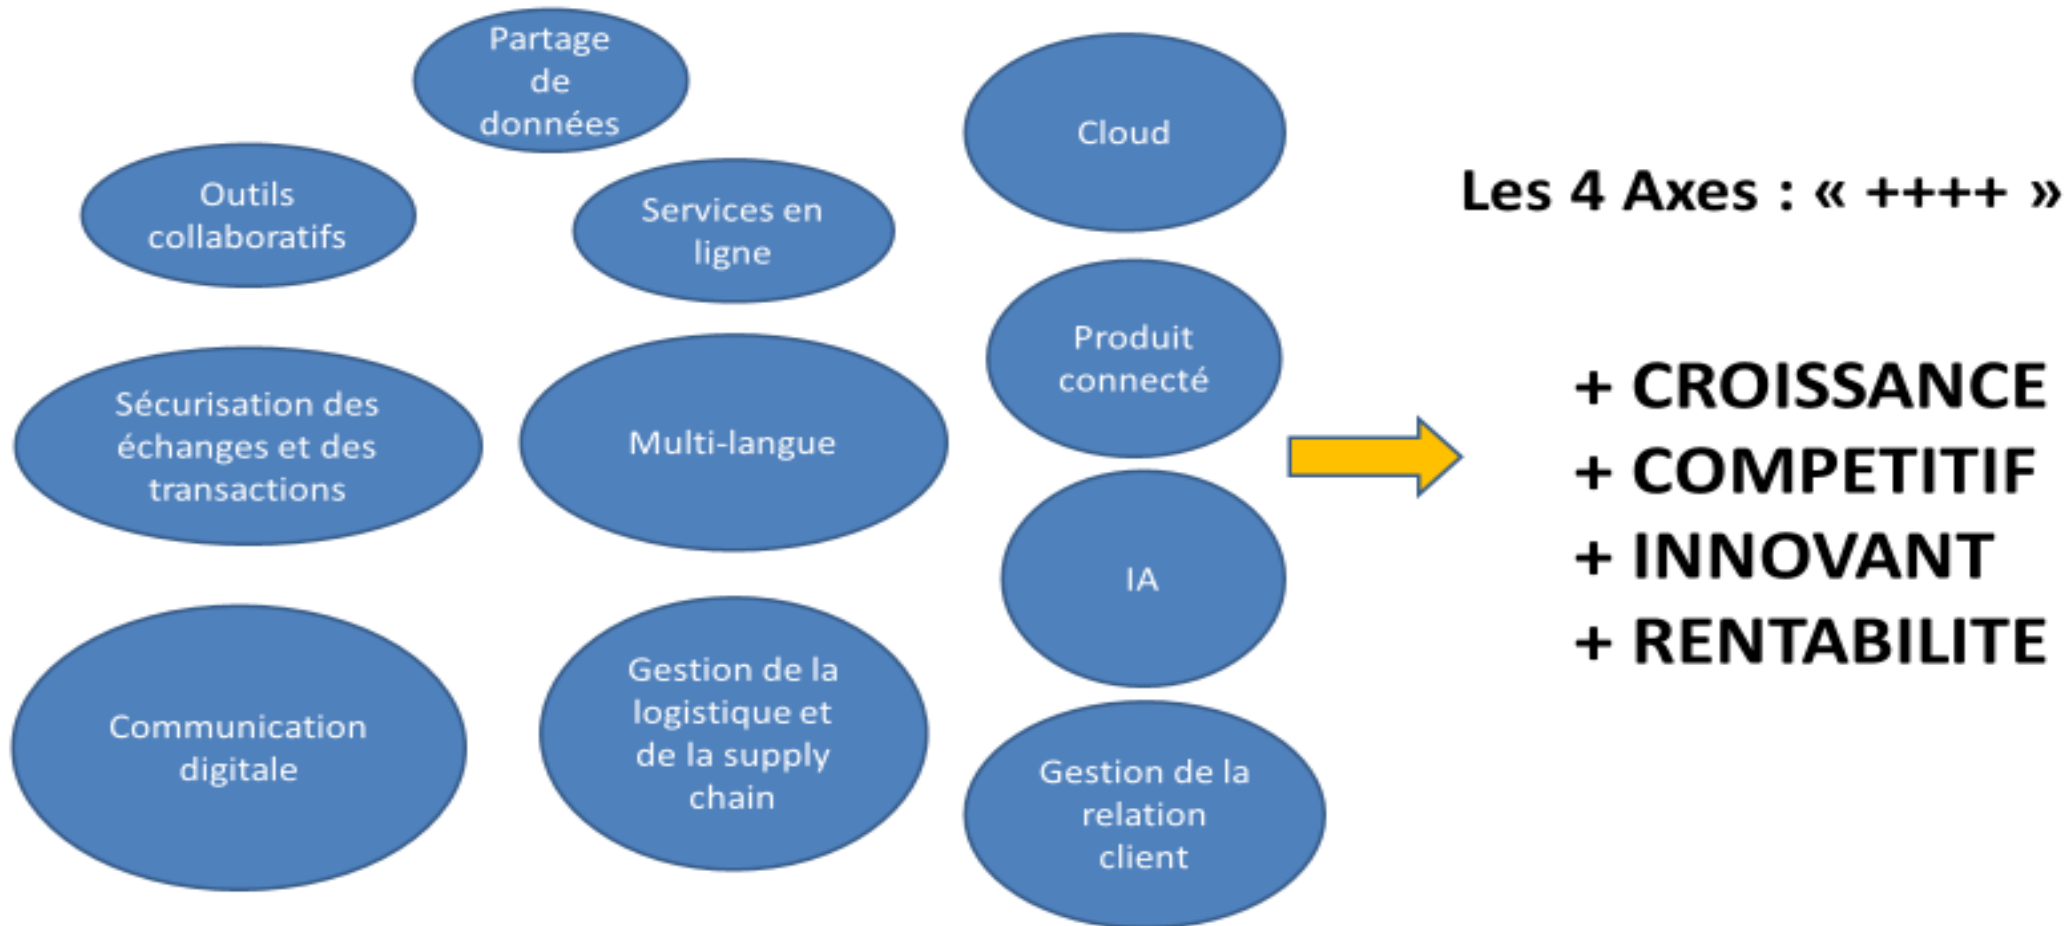 Partage
de
données
Outils
collaboratifs
Services en
ligne
Cloud
Sécurisation des
échanges et des
transactions
Multi-langue
Produit
connecté
IA
Communication
digitale
Gestion de la
logistique et
de la supply
chain
Gestion de la
relation
client
Les 4 Axes : « ++++ »
+ CROISSANCE
+ COMPETITIF
+ INNOVANT
+ RENTABILITE